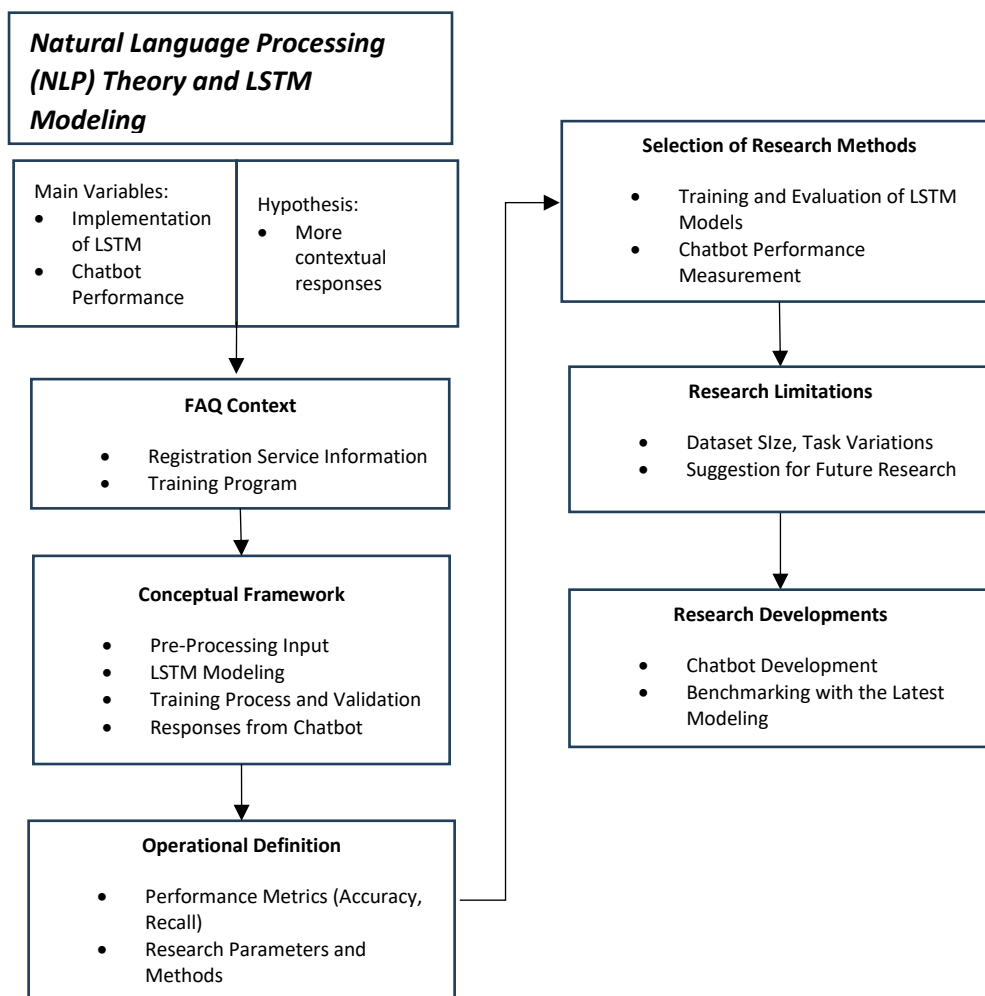 Natural Language Processing
(NLP) Theory and LSTM
Modeling
Main Variables:
• Implementation
of LSTM
• Chatbot
Performance
Hypothesis:
• More
contextual
responses
FAQ Context
• Registration Service Information
• Training Program
Conceptual Framework
• Pre-Processing Input
• LSTM Modeling
• Training Process and Validation
• Responses from Chatbot
Operational Definition
• Performance Metrics (Accuracy,
Recall)
• Research Parameters and
Methods
Selection of Research Methods
• Training and Evaluation of LSTM
Models
• Chatbot Performance
Measurement
Research Limitations
• Dataset SIze, Task Variations
• Suggestion for Future Research
Research Developments
• Chatbot Development
• Benchmarking with the Latest
Modeling